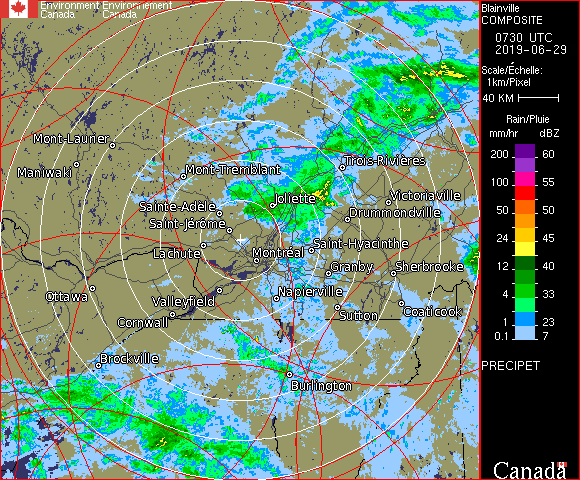 Environment Environnement
Canada Canada
Blainville
COMPOSITE
0730 UTC
2019-06-29
Scale/Échelle:
1km/Pixel
40 KM
Rain/Pluie
mm/hr dBZ
200 60
100 55
50 50
24 45
12 40
4 33
1 23
0.1 7
PRECIPET
Canada
Mont-Laurier
Maniwaki
Mont-Tremblant
Trois-Rivières
Joliette
Victoriaville
Sainte-Adèle
Drummondville
Saint-Jérôme
Saint-Hyacinthe
Lachute
Montréal
Granby
Sherbrooke
Ottawa
Valleyfield
Napierville
Coaticook
Cornwall
Sutton
Brockville
Burlington